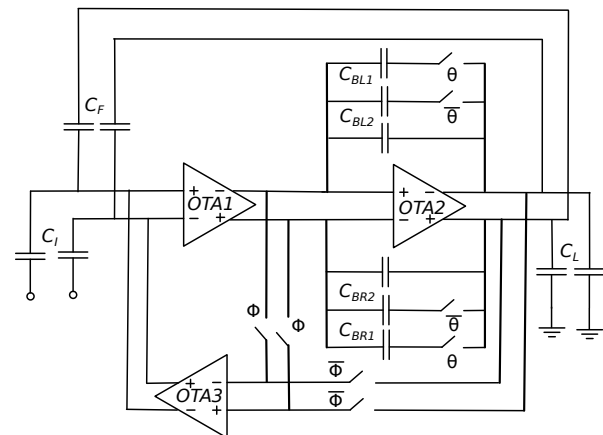 C_BL1 θ
C_F C_BL2 θ̅
+ − + −
OTA1 OTA2
− + − +
C_I C_L
C_BR2 θ̅
Φ Φ C_BR1 θ
Φ̅
+ −
OTA3 Φ̅
− +